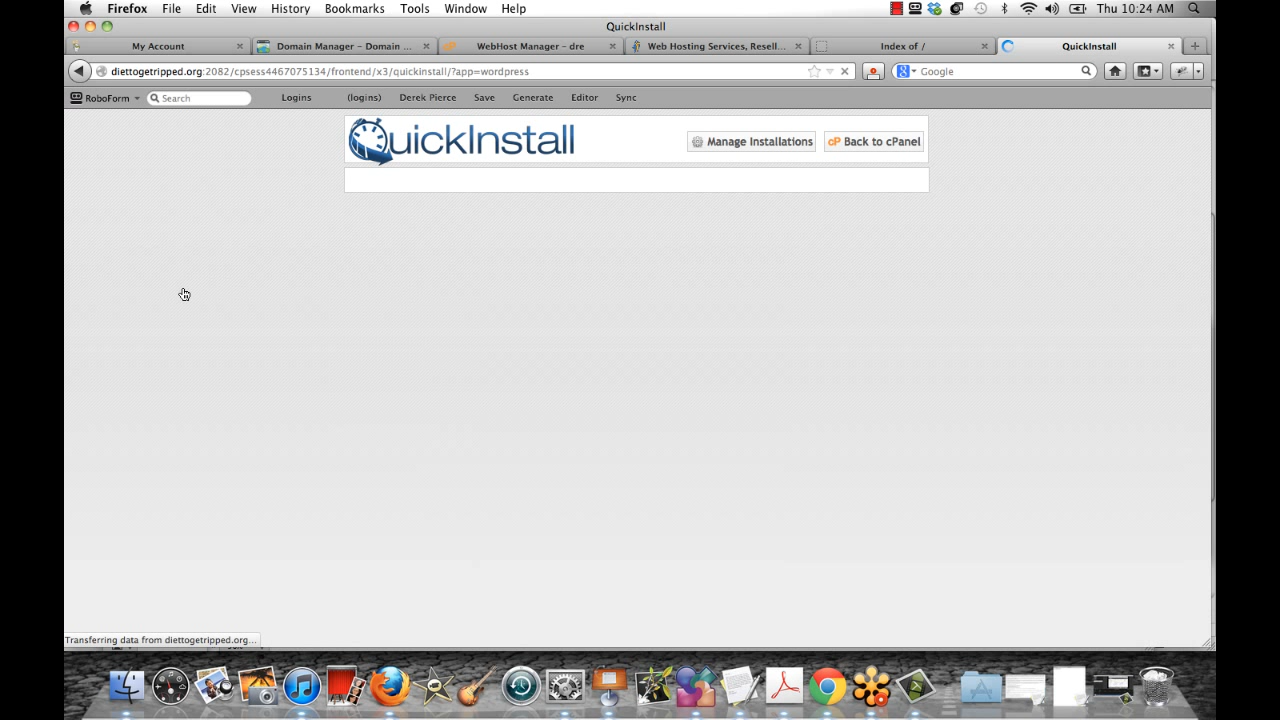 Firefox File Edit View History Bookmarks Tools Window Help Thu 10:24 AM
QuickInstall
My Account Domain Manager – Domain ... WebHost Manager – dre Web Hosting Services, Resell... Index of / QuickInstall
diettogetripped.org:2082/cpsess4467075134/frontend/x3/quickinstall/?app=wordpress Google
RoboForm Search Logins (logins) Derek Pierce Save Generate Editor Sync
QuickInstall Manage Installations cP Back to cPanel
Transferring data from diettogetripped.org...